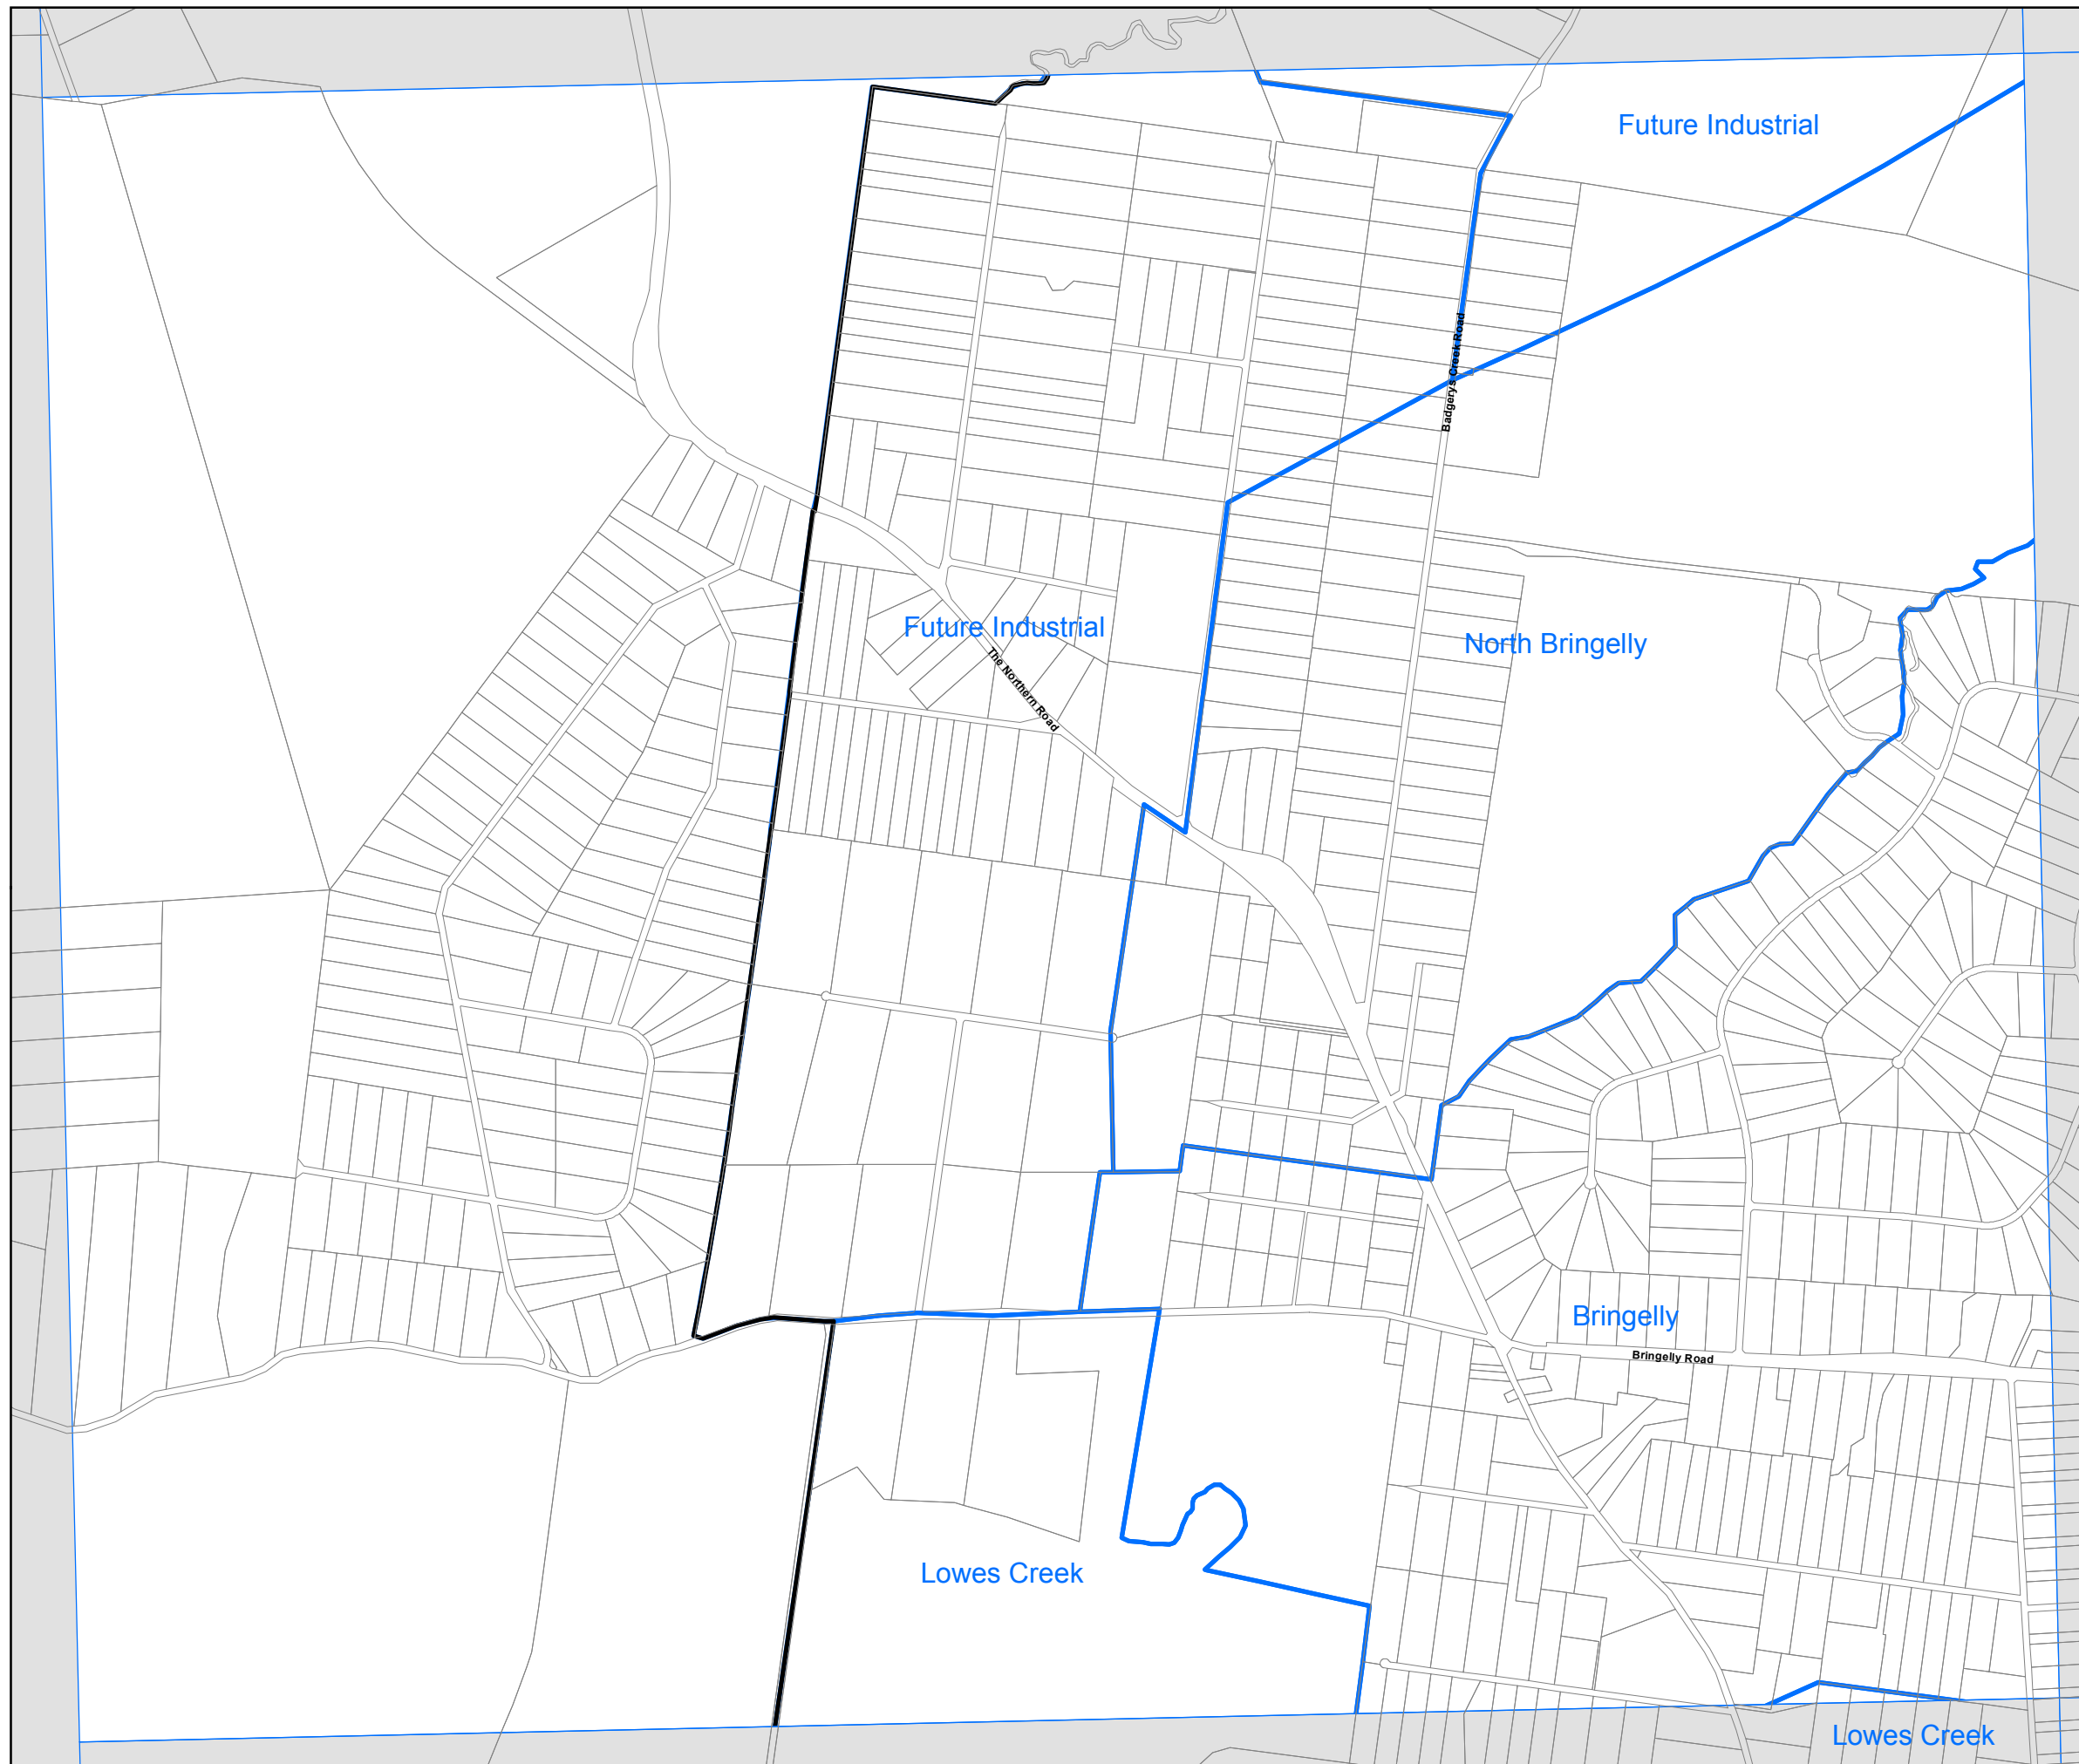 Future Industrial
Badgerys Creek Road
Future Industrial
North Bringelly
The Northern Road
Bringelly
Bringelly Road
Lowes Creek
Lowes Creek